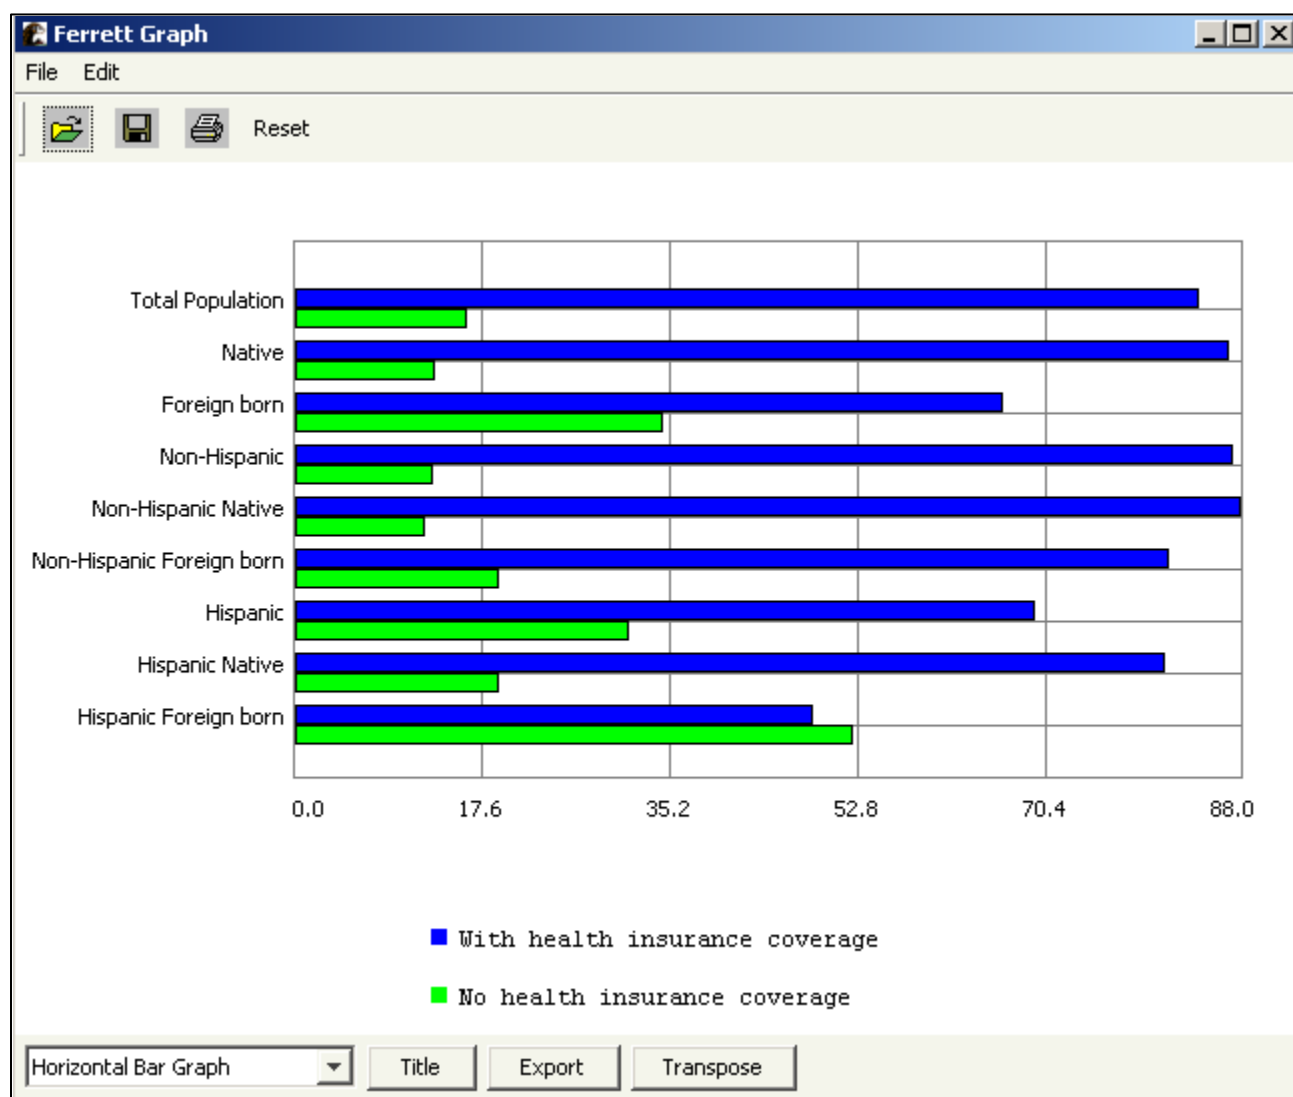 Ferrett Graph
File Edit
Reset
Total Population
Native
Foreign born
Non-Hispanic
Non-Hispanic Native
Non-Hispanic Foreign born
Hispanic
Hispanic Native
Hispanic Foreign born
0.0 17.6 35.2 52.8 70.4 88.0
With health insurance coverage
No health insurance coverage
Horizontal Bar Graph Title Export Transpose